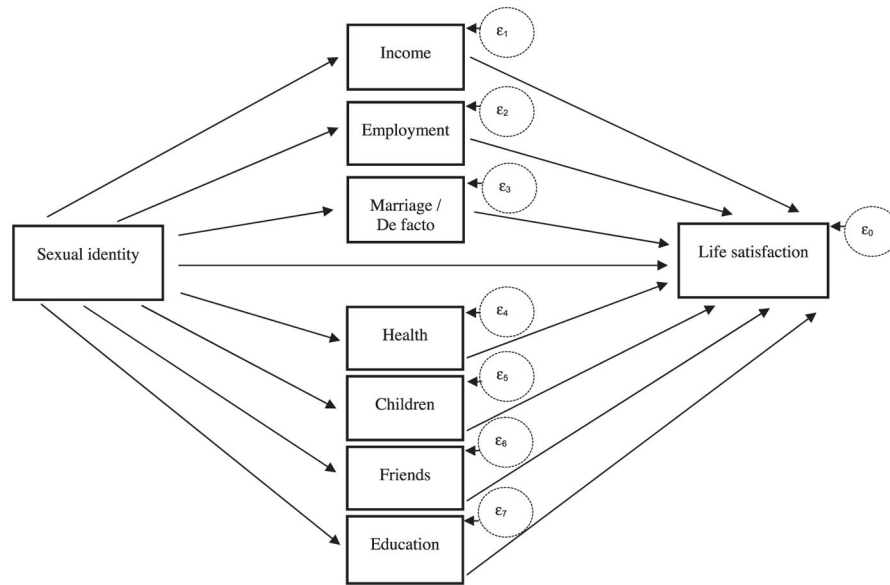 Income
ε1
Employment
ε2
Marriage /
De facto
ε3
Sexual identity
Life satisfaction
ε0
Health
ε4
Children
ε5
Friends
ε6
Education
ε7